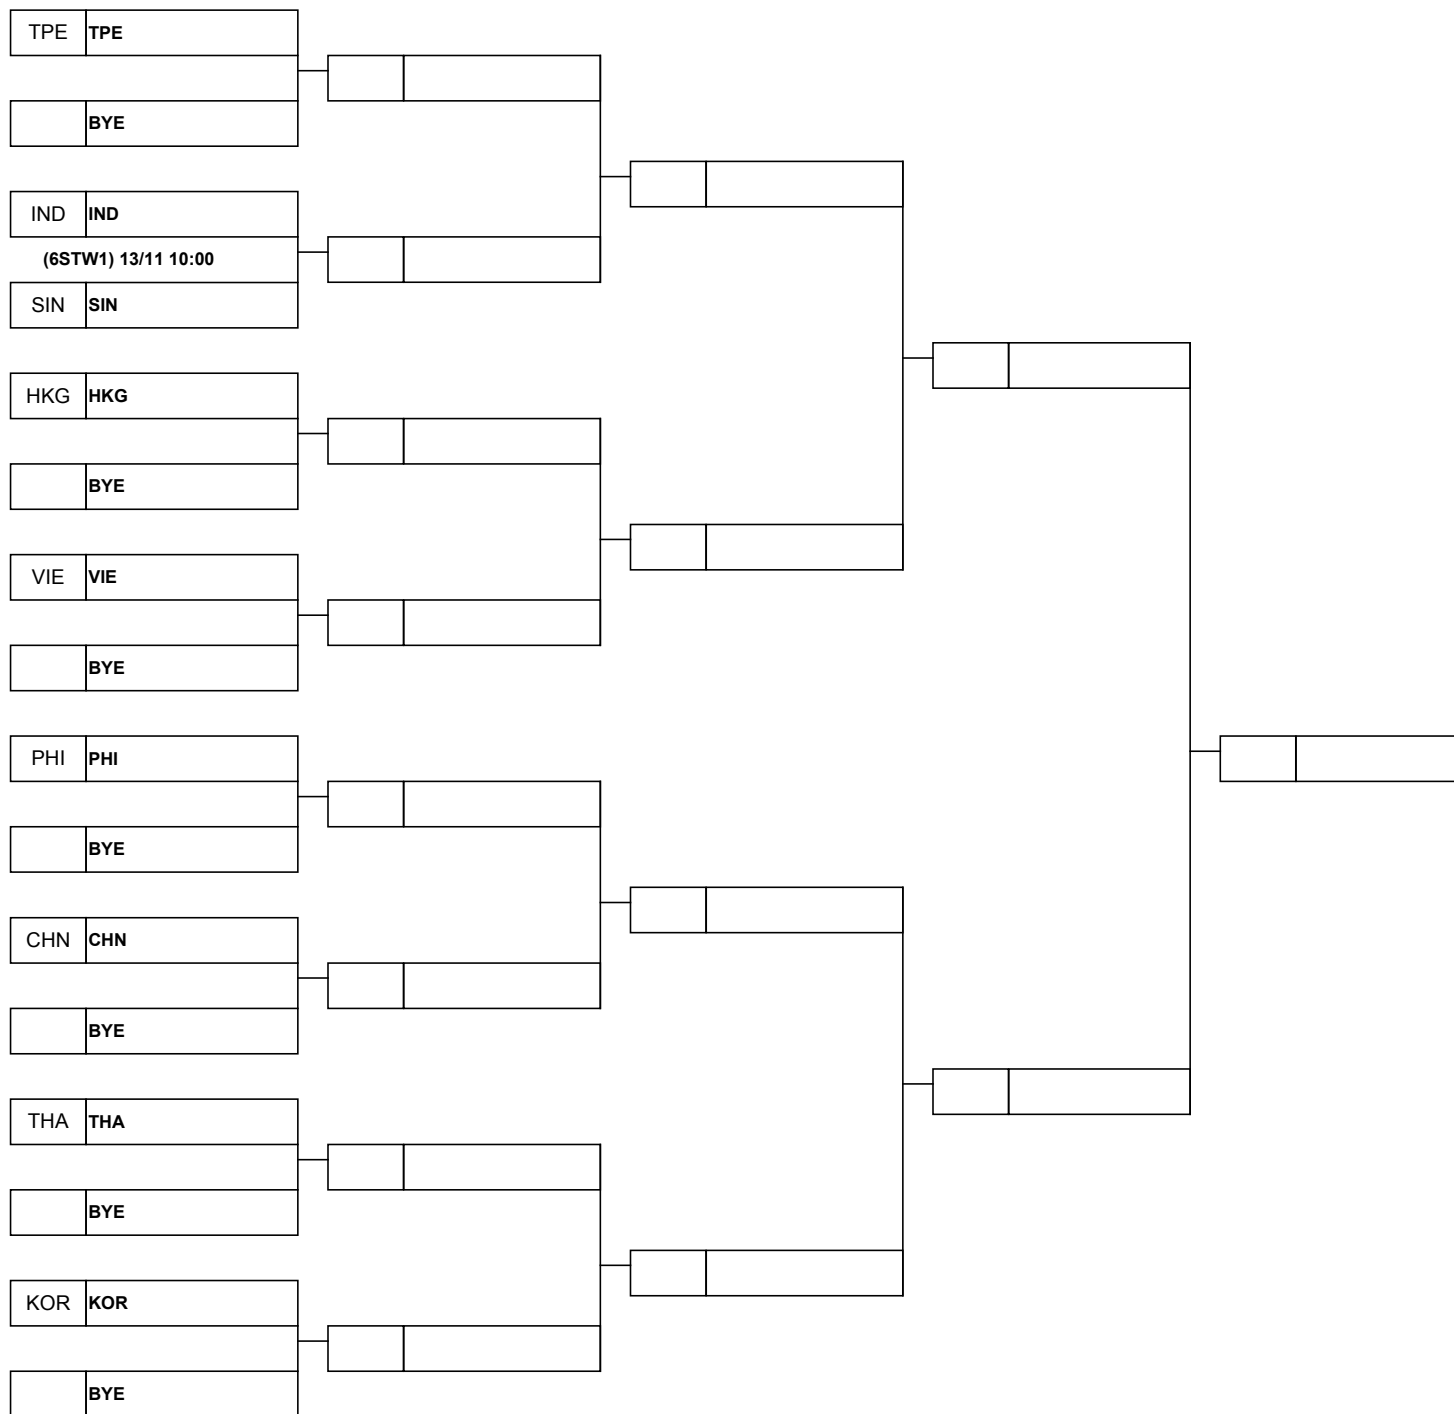 TPE TPE
BYE
IND IND
(6STW1) 13/11 10:00
SIN SIN
HKG HKG
BYE
VIE VIE
BYE
PHI PHI
BYE
CHN CHN
BYE
THA THA
BYE
KOR KOR
BYE